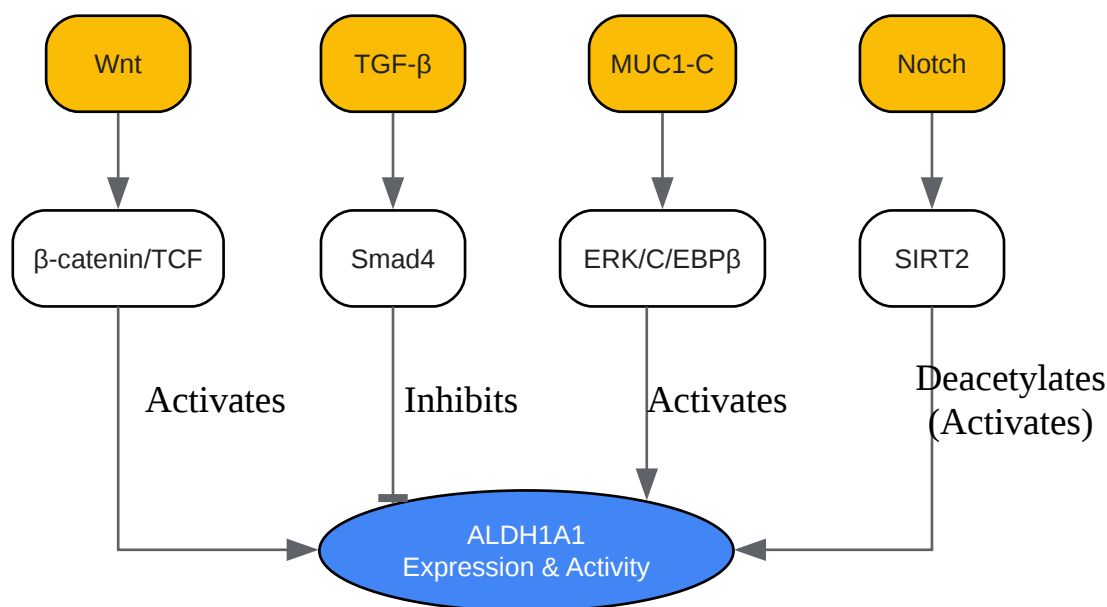 Wnt
TGF-β
MUC1-C
Notch
β-catenin/TCF
Smad4
ERK/C/EBPβ
SIRT2
Activates
Inhibits
Activates
Deacetylates
(Activates)
ALDH1A1
Expression & Activity